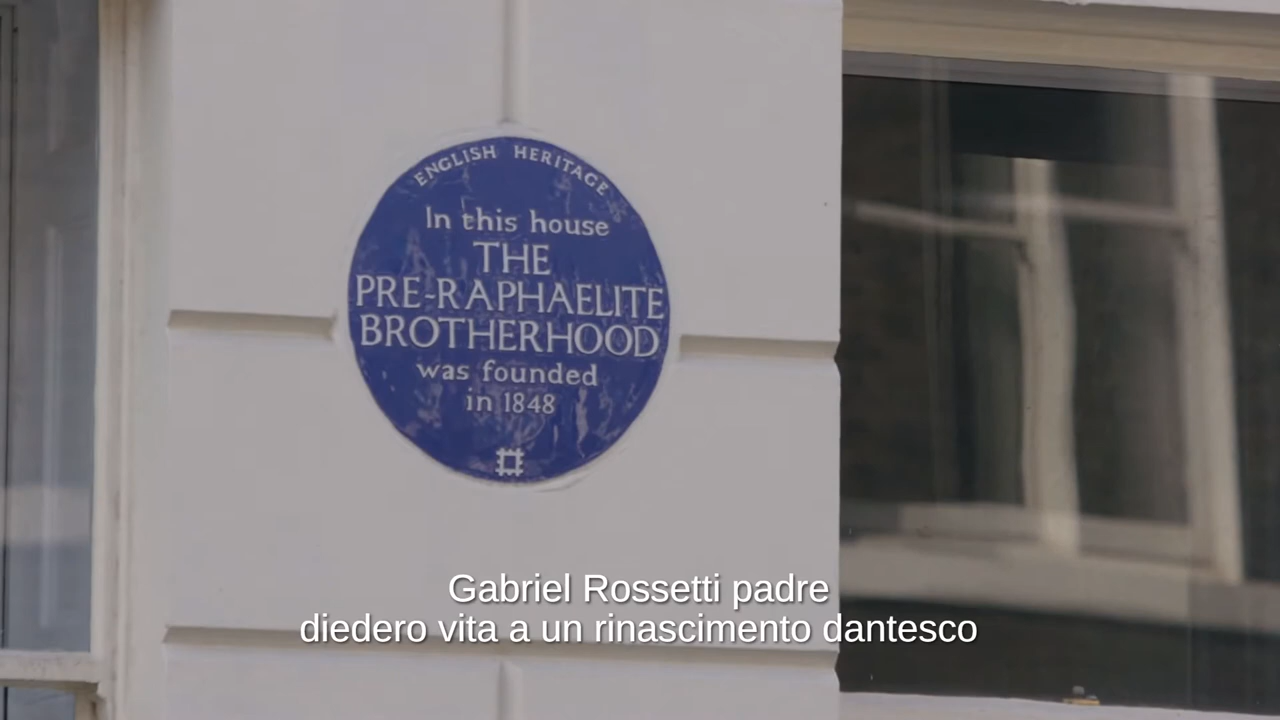 ENGLISH HERITAGE
In this house
THE
PRE-RAPHAELITE
BROTHERHOOD
was founded
in 1848
Gabriel Rossetti padre
diedero vita a un rinascimento dantesco